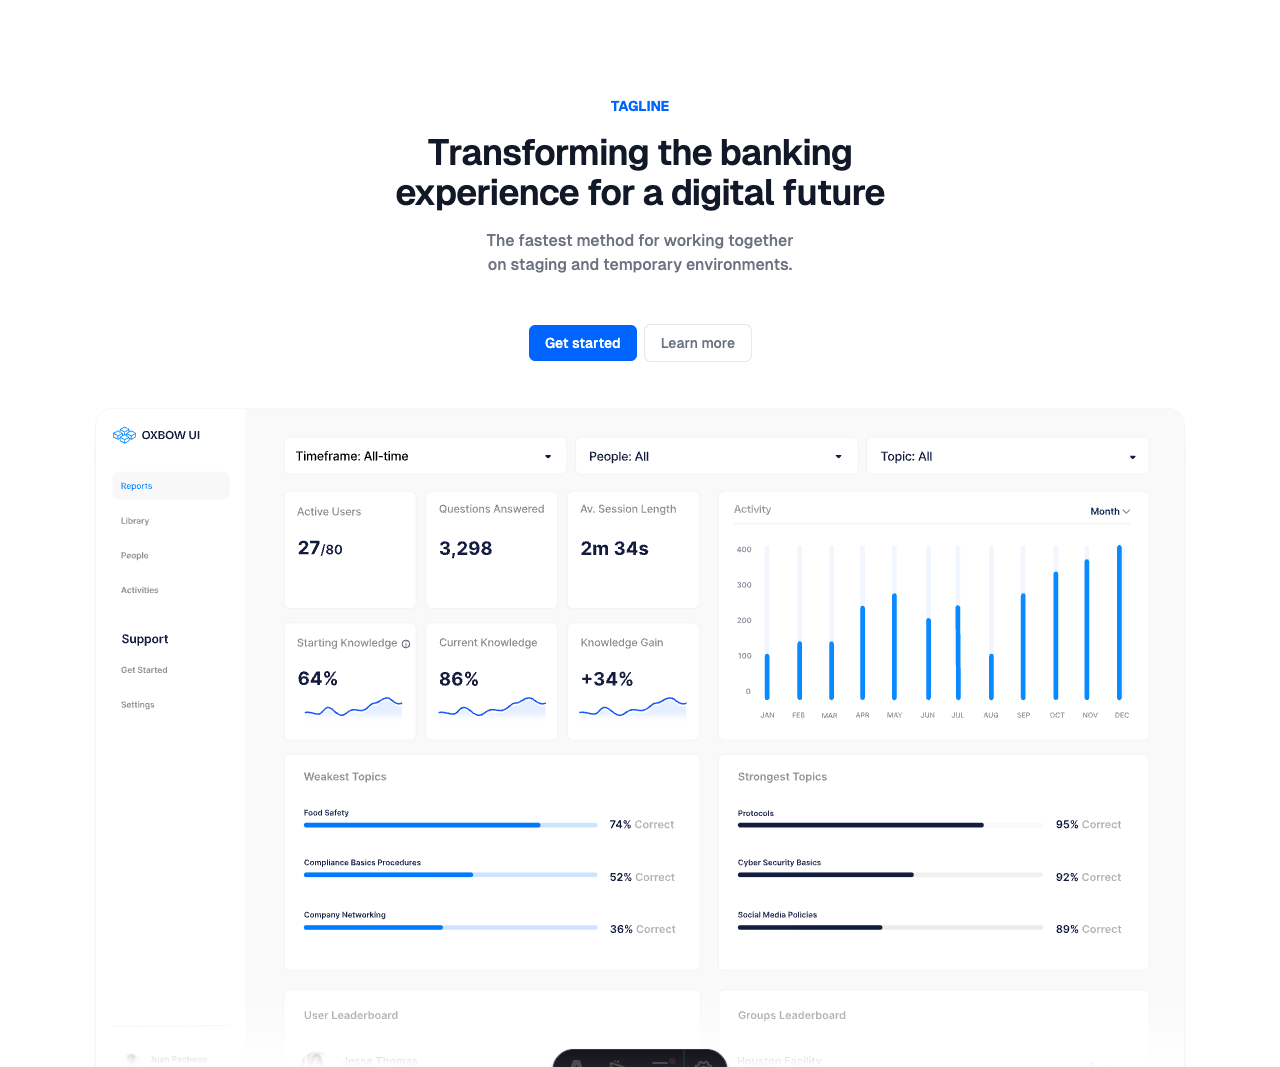 TAGLINE
Transforming the banking
experience for a digital future
The fastest method for working together
on staging and temporary environments.
Get started
Learn more
OXBOW UI
Reports
Library
People
Activities
Support
Get Started
Settings
Juan Pacheco
Timeframe: All-time
People: All
Topic: All
Active Users
27/80
Questions Answered
3,298
Av. Session Length
2m 34s
Starting Knowledge
64%
Current Knowledge
86%
Knowledge Gain
+34%
Activity
Month
400
300
200
100
0
JAN FEB MAR APR MAY JUN JUL AUG SEP OCT NOV DEC
Weakest Topics
Food Safety
74% Correct
Compliance Basics Procedures
52% Correct
Company Networking
36% Correct
Strongest Topics
Protocols
95% Correct
Cyber Security Basics
92% Correct
Social Media Policies
89% Correct
User Leaderboard
Jesse Thomas
Groups Leaderboard
Houston Facility